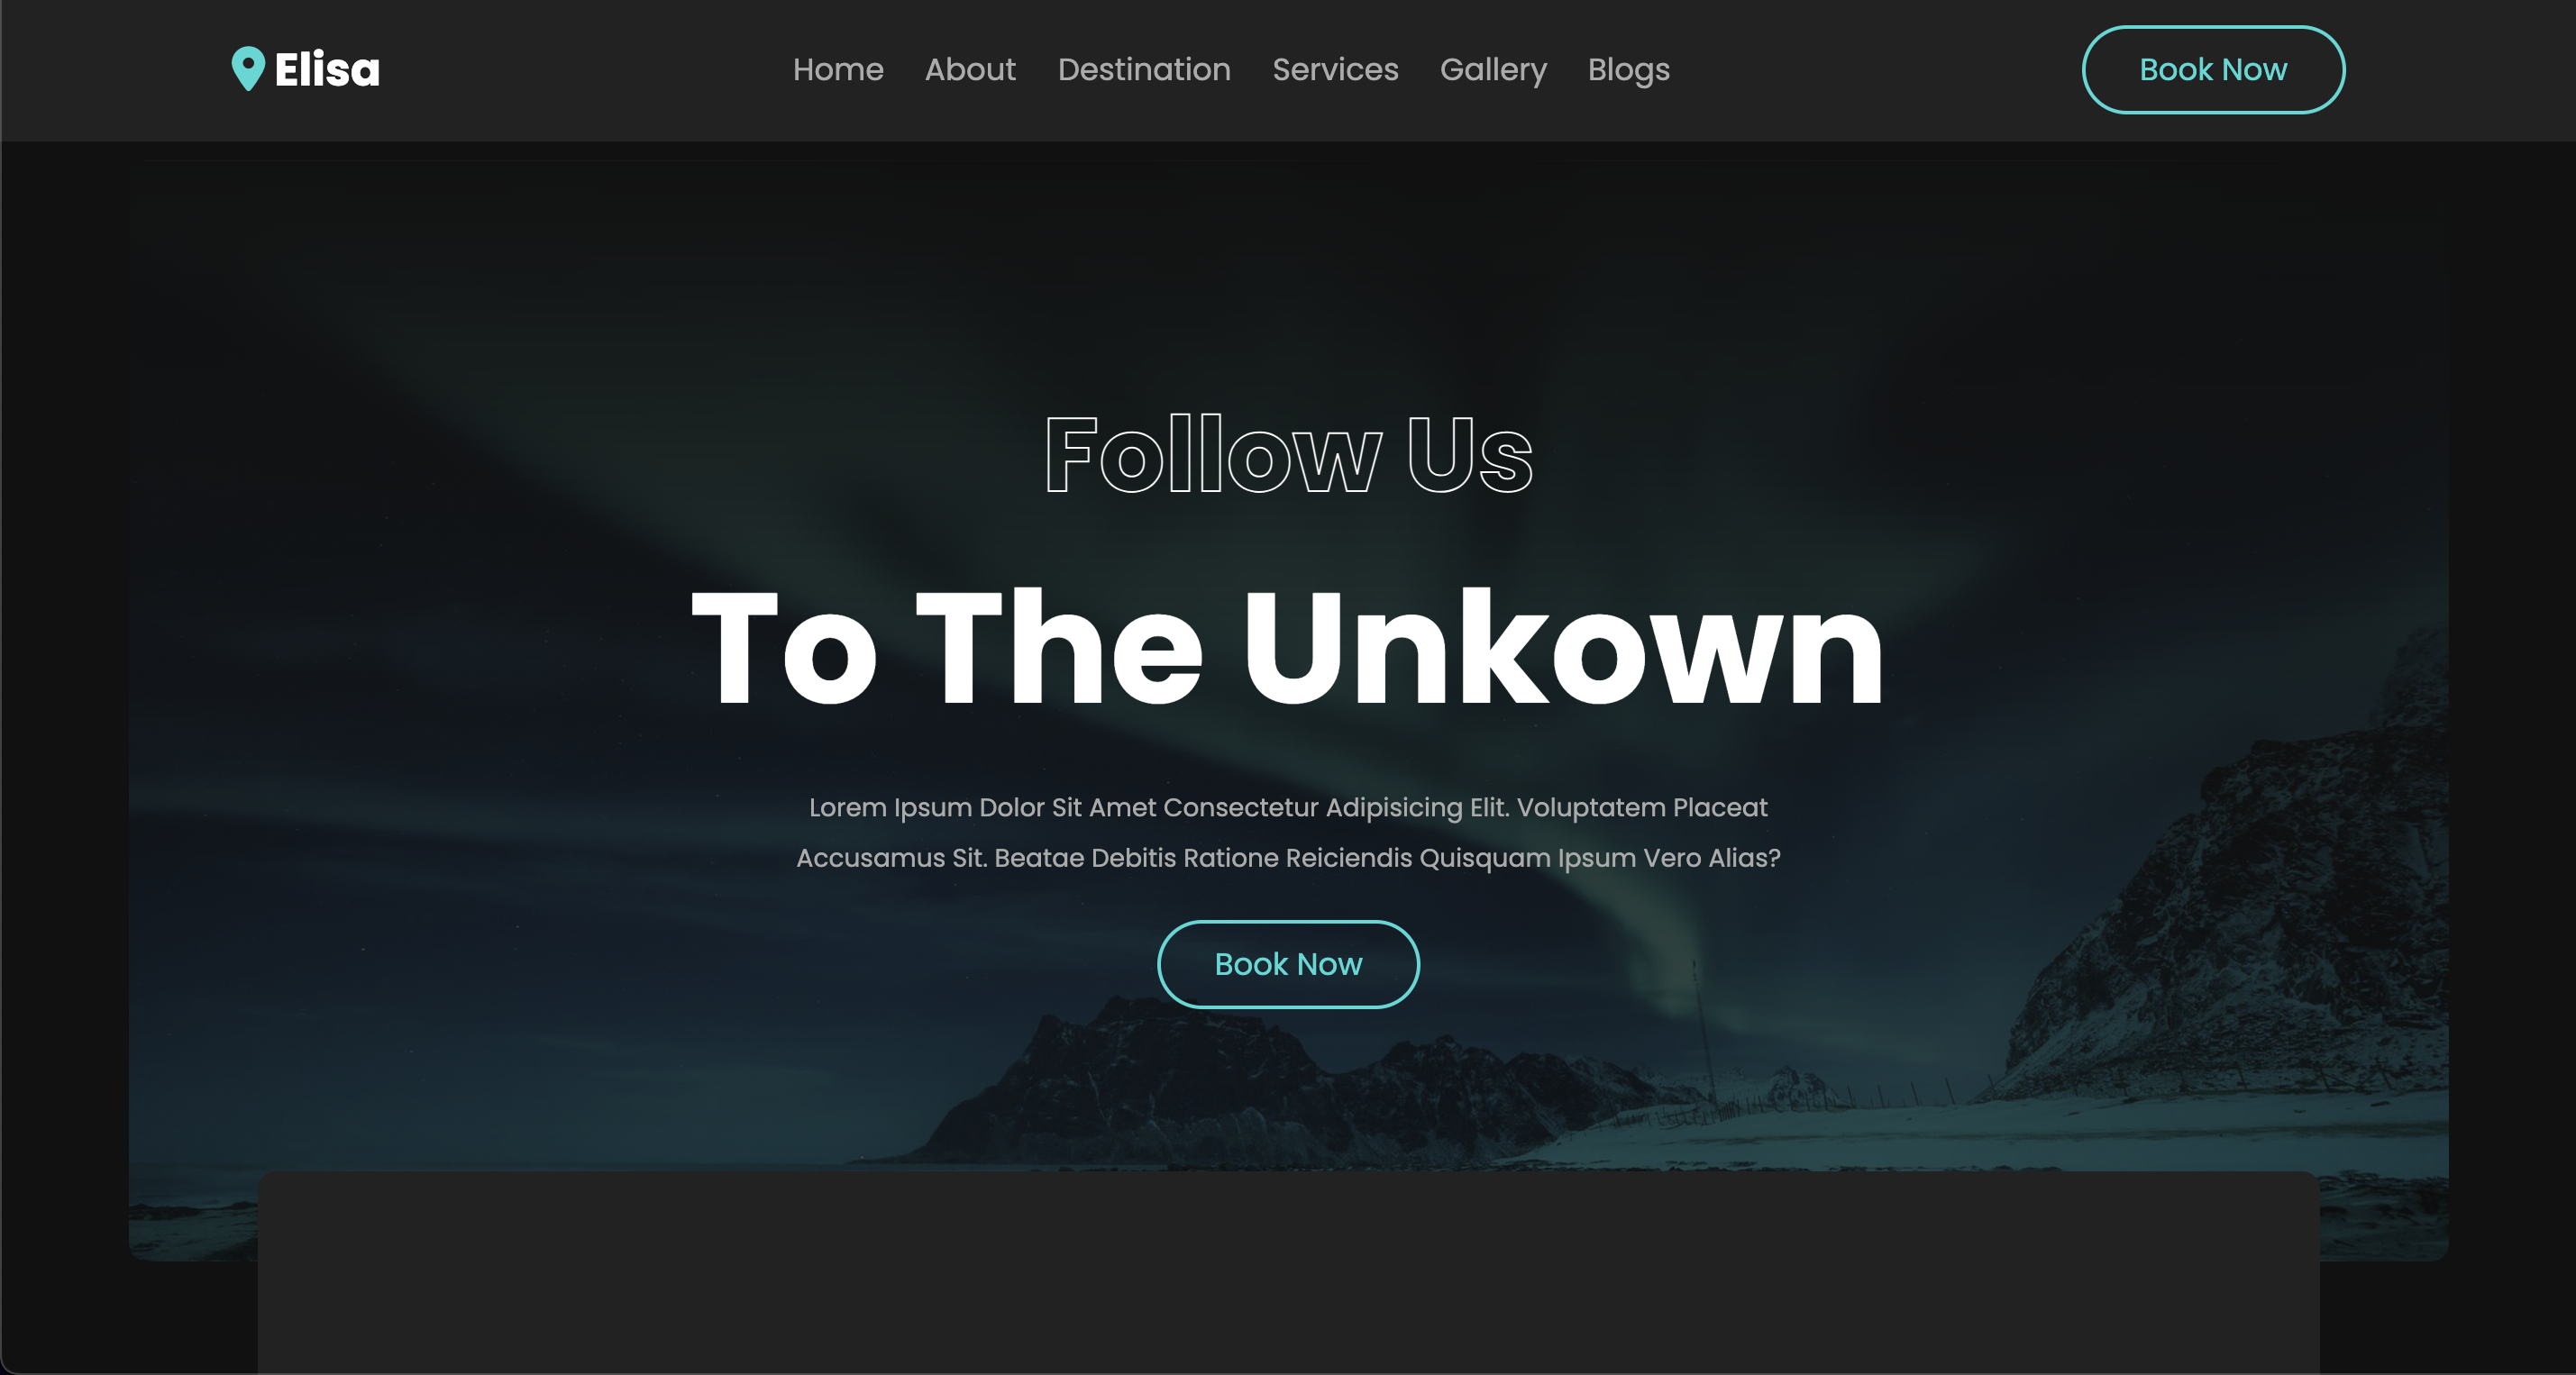 Elisa
Home About Destination Services Gallery Blogs
Book Now
Follow Us
To The Unkown
Lorem Ipsum Dolor Sit Amet Consectetur Adipisicing Elit. Voluptatem Placeat
Accusamus Sit. Beatae Debitis Ratione Reiciendis Quisquam Ipsum Vero Alias?
Book Now